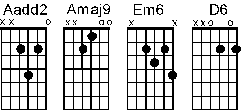 Aadd2 Amaj9 Em6 D6
x x o x x o o x x x x o o